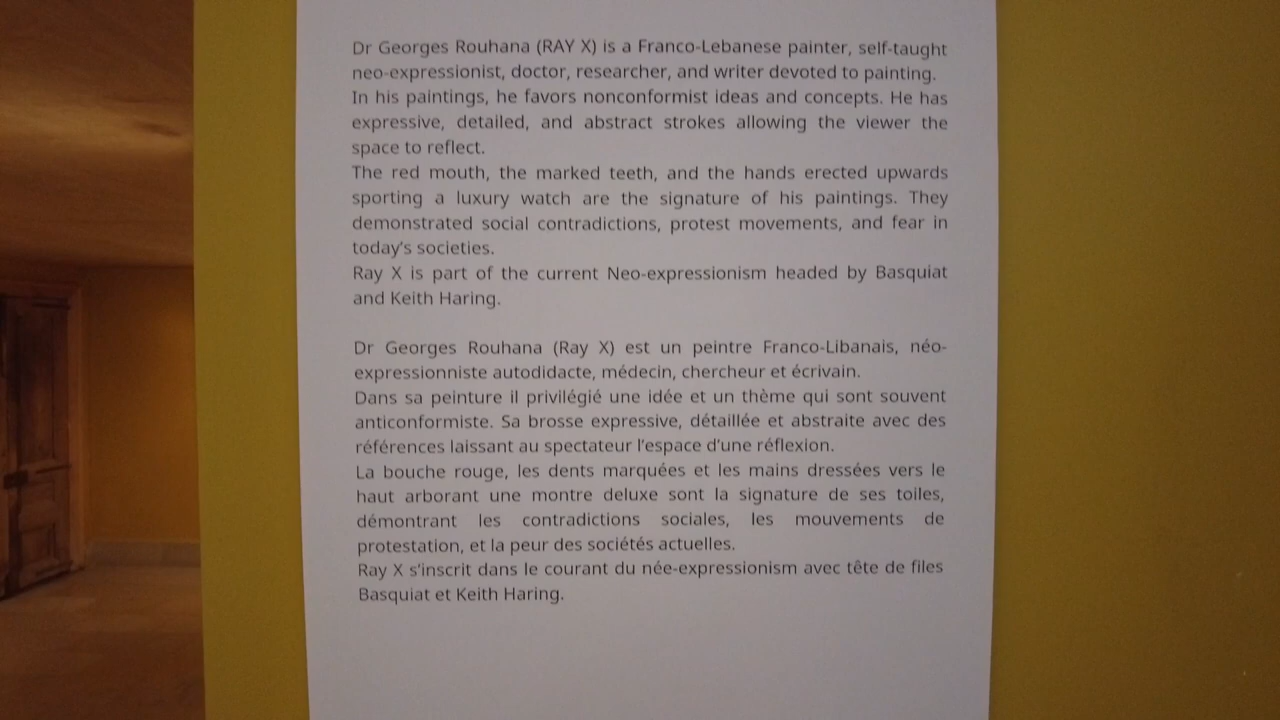 Dr Georges Rouhana (RAY X) is a Franco-Lebanese painter, self-taught
neo-expressionist, doctor, researcher, and writer devoted to painting.
In his paintings, he favors nonconformist ideas and concepts. He has
expressive, detailed, and abstract strokes allowing the viewer the
space to reflect.
The red mouth, the marked teeth, and the hands erected upwards
sporting a luxury watch are the signature of his paintings. They
demonstrated social contradictions, protest movements, and fear in
today's societies.
Ray X is part of the current Neo-expressionism headed by Basquiat
and Keith Haring.
Dr Georges Rouhana (Ray X) est un peintre Franco-Libanais, néo-
expressionniste autodidacte, médecin, chercheur et écrivain.
Dans sa peinture il privilégié une idée et un thème qui sont souvent
anticonformiste. Sa brosse expressive, détaillée et abstraite avec des
références laissant au spectateur l'espace d'une réflexion.
La bouche rouge, les dents marquées et les mains dressées vers le
haut arborant une montre deluxe sont la signature de ses toiles,
démontrant les contradictions sociales, les mouvements de
protestation, et la peur des sociétés actuelles.
Ray X s'inscrit dans le courant du née-expressionism avec tête de files
Basquiat et Keith Haring.